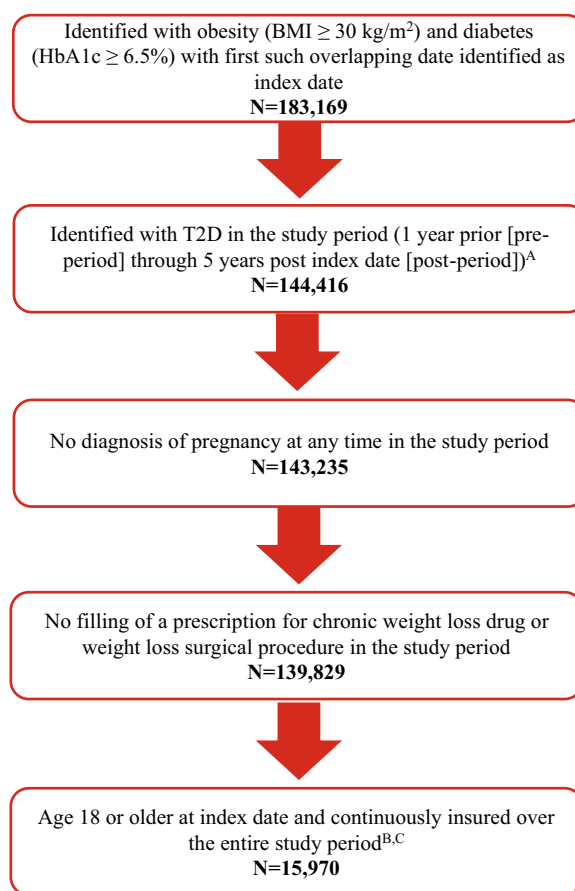 Identified with obesity (BMI ≥ 30 kg/m²) and diabetes
(HbA1c ≥ 6.5%) with first such overlapping date identified as
index date
N=183,169
Identified with T2D in the study period (1 year prior [pre-
period] through 5 years post index date [post-period])ᴬ
N=144,416
No diagnosis of pregnancy at any time in the study period
N=143,235
No filling of a prescription for chronic weight loss drug or
weight loss surgical procedure in the study period
N=139,829
Age 18 or older at index date and continuously insured over
the entire study periodᴮ,ꟲ
N=15,970